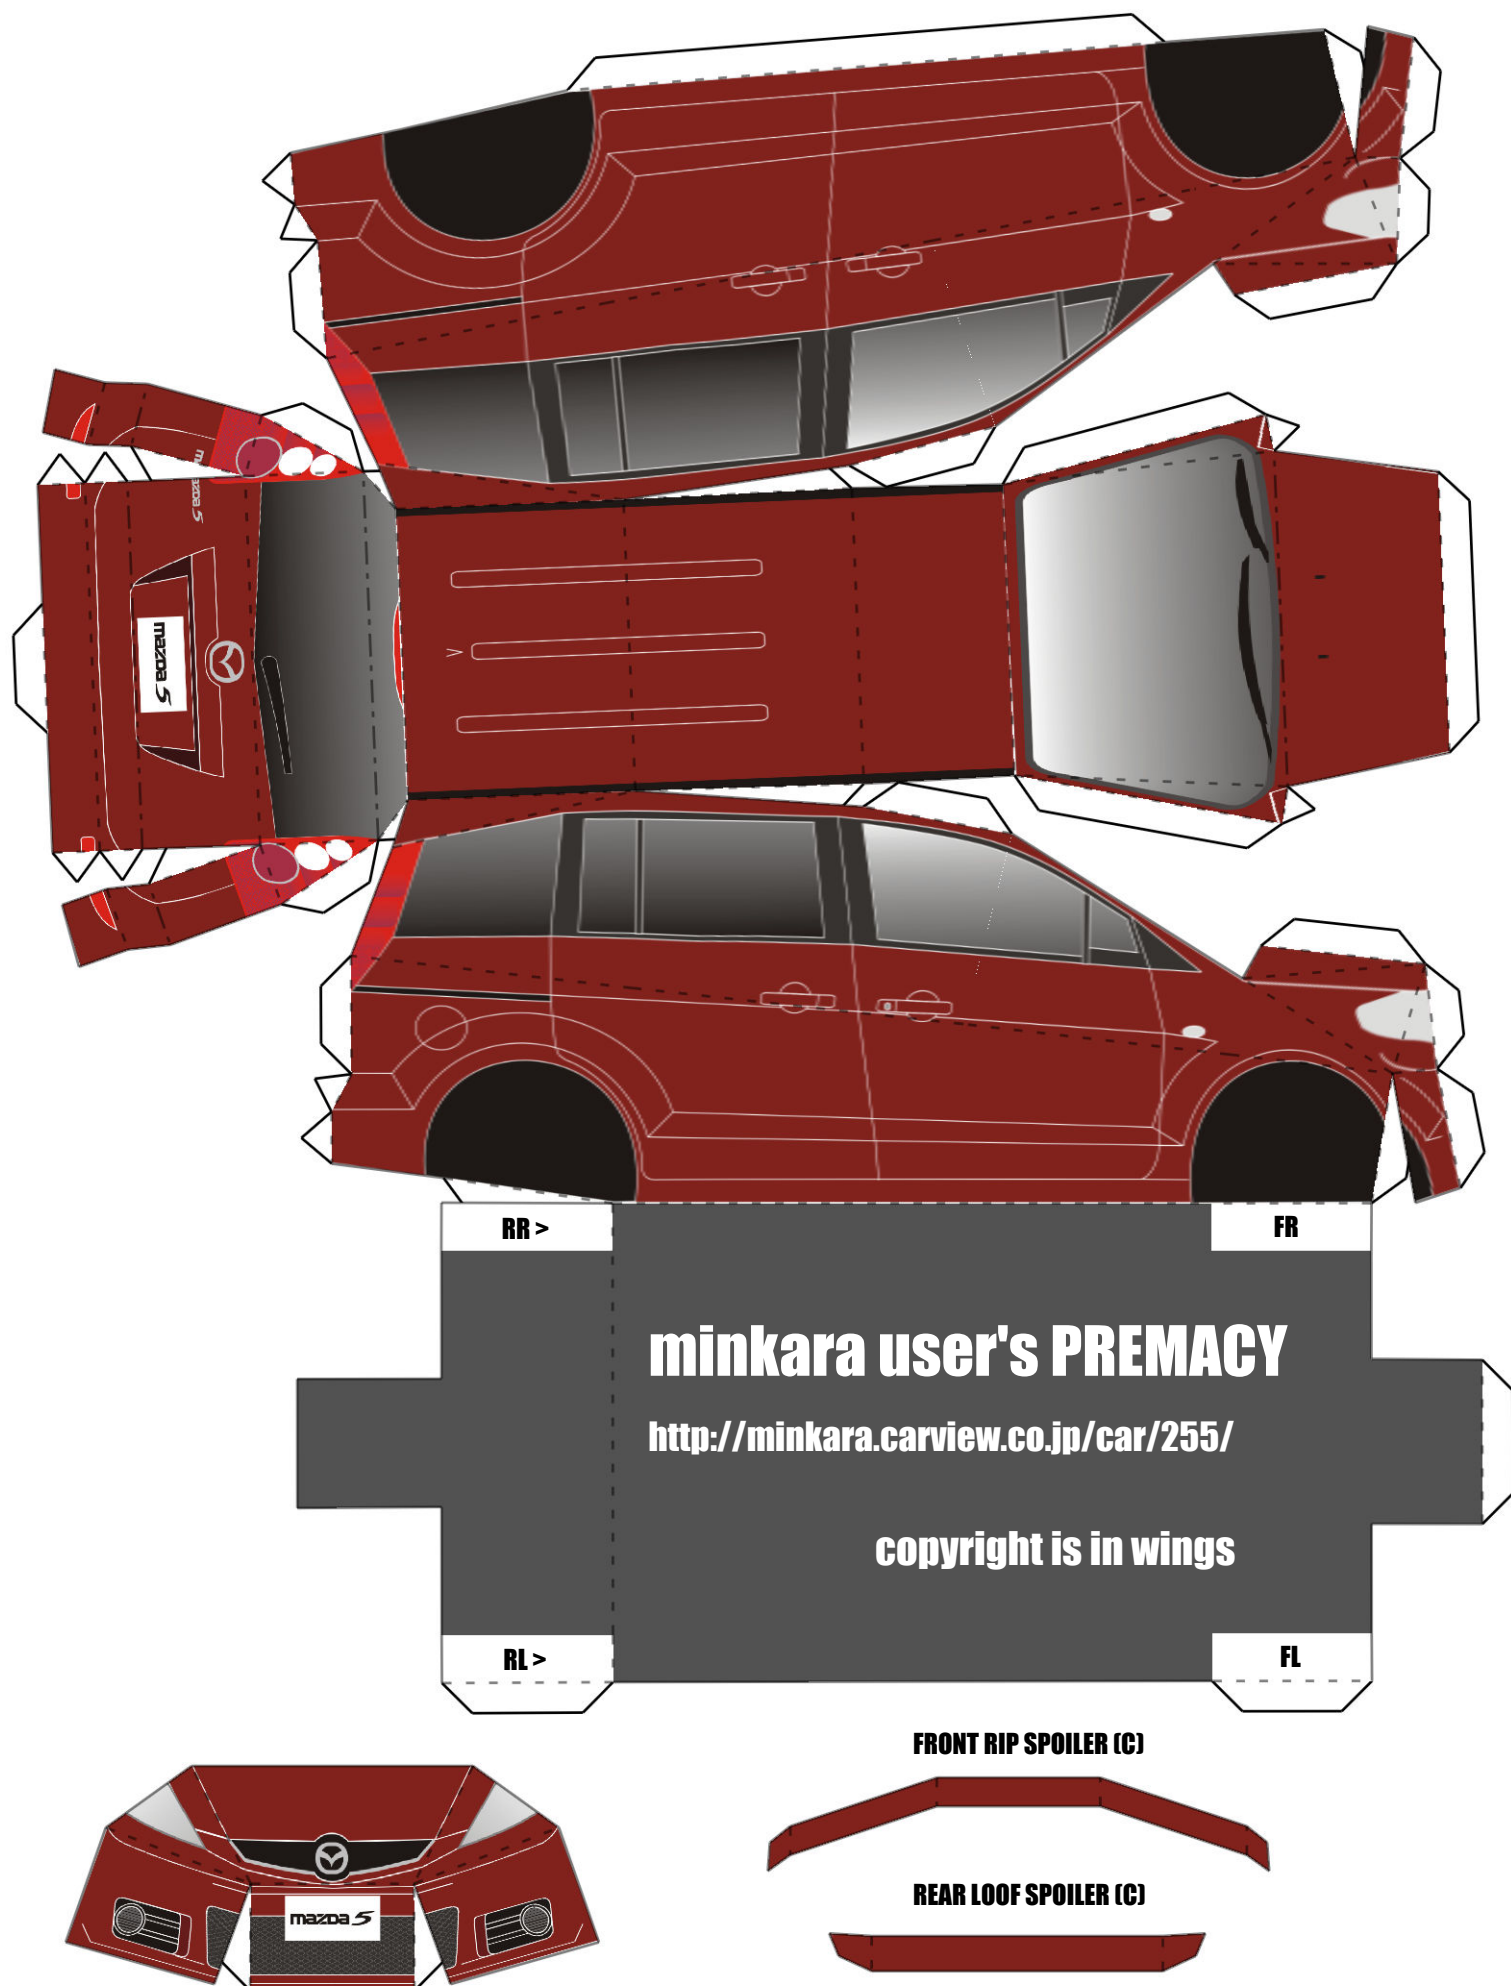 mazda 5
mazda 5
RR >
FR
minkara user's PREMACY
http://minkara.carview.co.jp/car/255/
copyright is in wings
RL >
FL
FRONT RIP SPOILER (C)
REAR LOOF SPOILER (C)
mazda 5